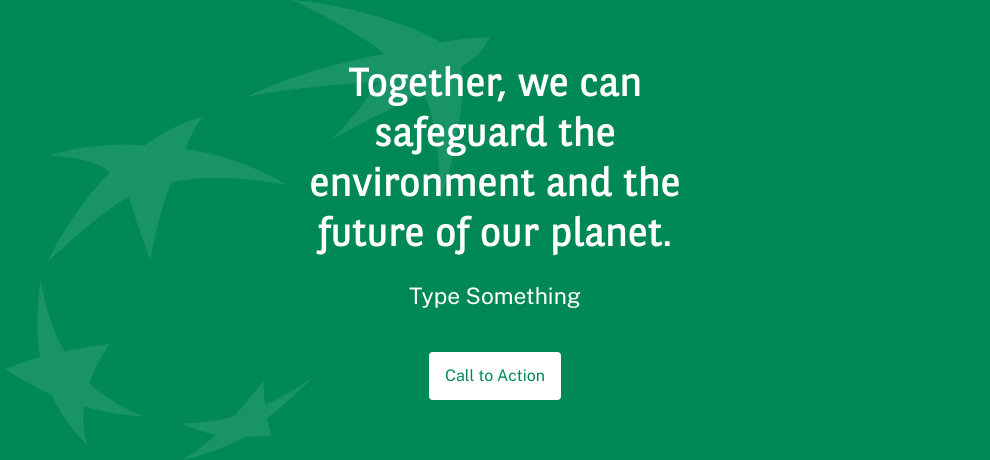 Together, we can
safeguard the
environment and the
future of our planet.
Type Something
Call to Action